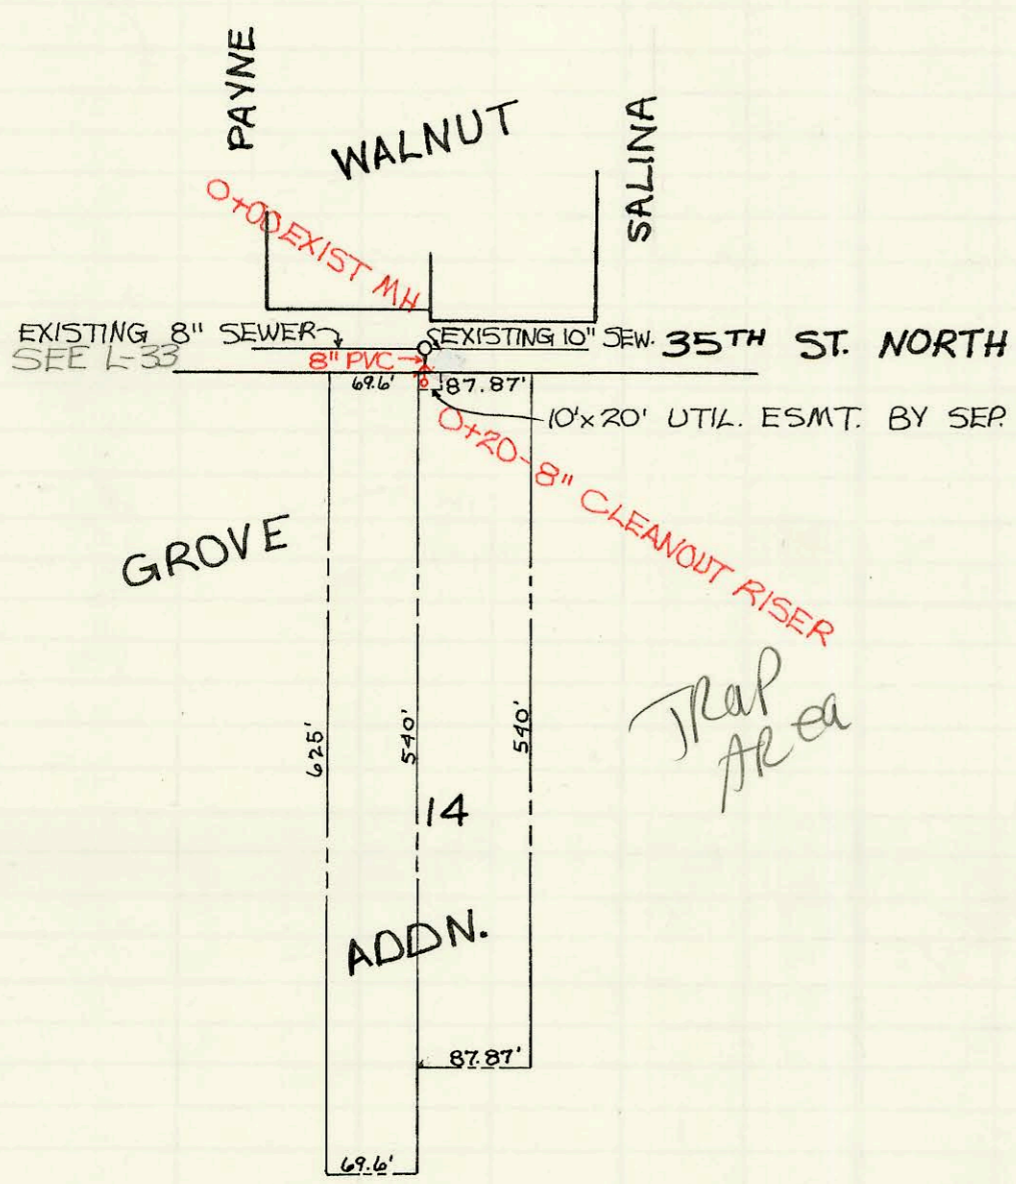 PAYNE
WALNUT
SALINA
0+00 EXIST MH
EXISTING 8" SEWER
EXISTING 10" SEW.
35TH ST. NORTH
SEE L-33
8" PVC
69.6'
87.87'
10'x20' UTIL. ESMT. BY SEP.
0+20-8" CLEANOUT RISER
GROVE
TRaP
AREa
625'
540'
540'
14
ADDN.
87.87'
69.6'